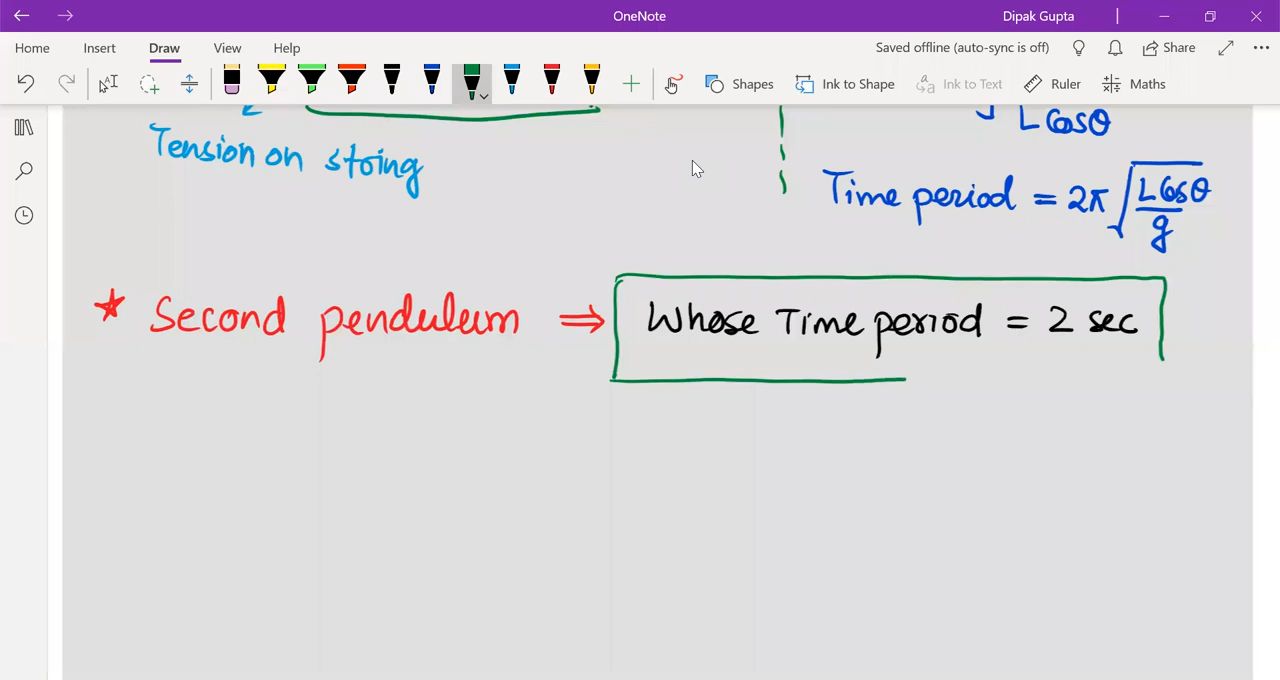 OneNote
Dipak Gupta
Home Insert Draw View Help
Saved offline (auto-sync is off)
Share
Shapes
Ink to Shape
Ink to Text
Ruler
Maths
L Cosθ
Tension on string
Time period = 2π √(L Cosθ / g)
★ Second pendulum ⇒ Whose Time period = 2 sec